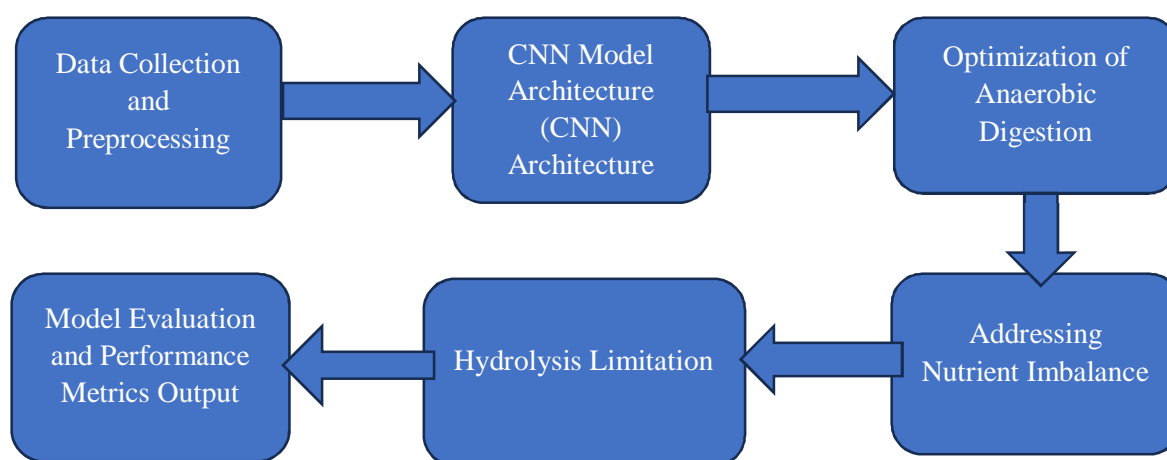 Data Collection
and
Preprocessing
CNN Model
Architecture
(CNN)
Architecture
Optimization of
Anaerobic
Digestion
Addressing
Nutrient Imbalance
Hydrolysis Limitation
Model Evaluation
and Performance
Metrics Output